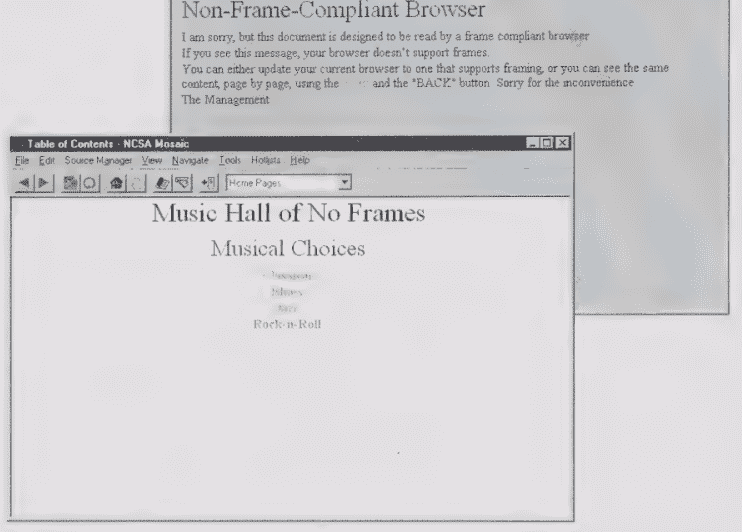 Non-Frame-Compliant Browser
I am sorry, but this document is designed to be read by a frame compliant browser
If you see this message, your browser doesn't support frames.
You can either update your current browser to one that supports framing, or you can see the same
content, page by page, using the and the "BACK" button Sorry for the inconvenience
The Management
Table of Contents - NCSA Mosaic
File Edit Source Manager View Navigate Tools Hotlists Help
Home Pages
Music Hall of No Frames
Musical Choices
Blues
Jazz
Rock-n-Roll